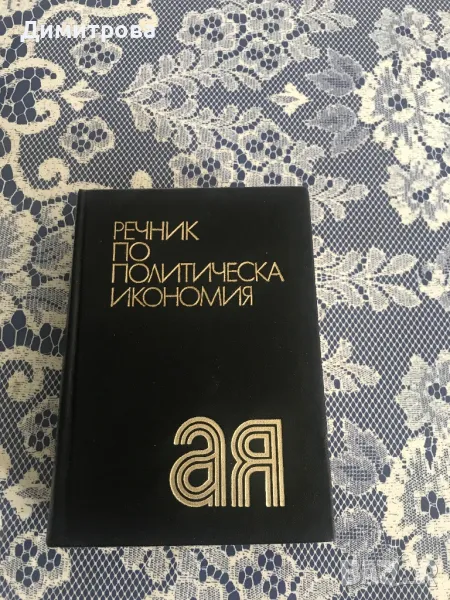 Димитрова
РЕЧНИК
ПО
ПОЛИТИЧЕСКА
ИКОНОМИЯ
ая